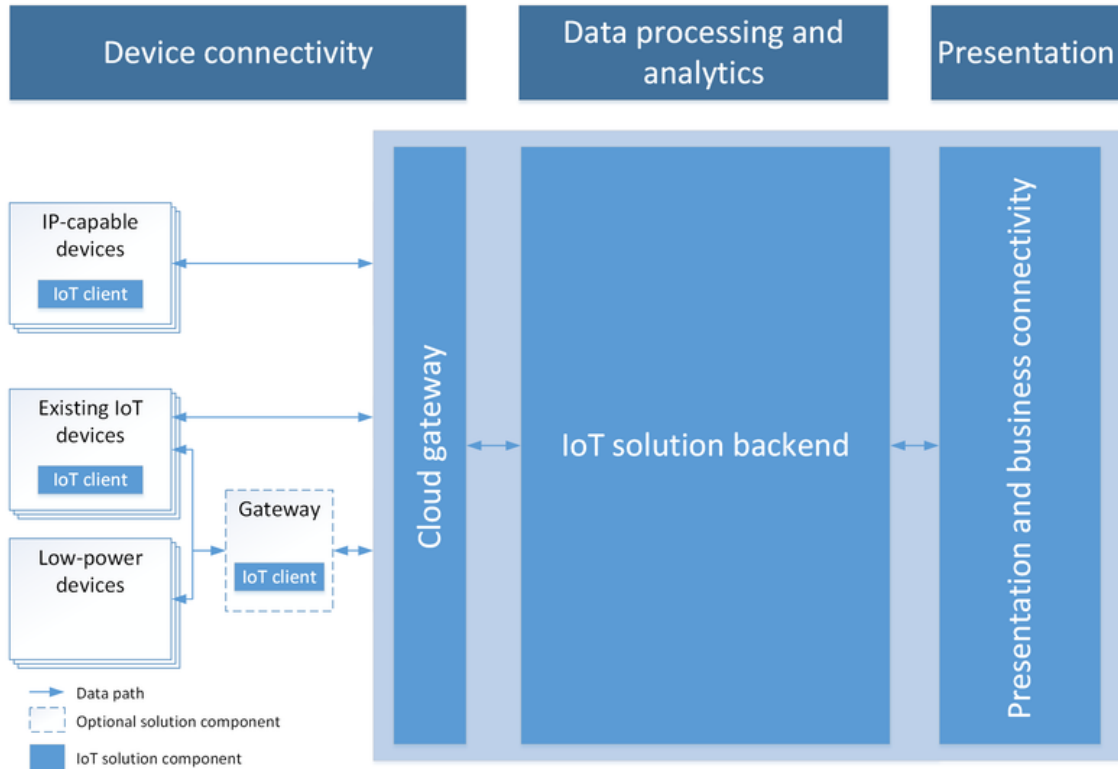 Device connectivity
Data processing and
analytics
Presentation
IP-capable
devices
IoT client
Existing IoT
devices
IoT client
Low-power
devices
Gateway
IoT client
Cloud gateway
IoT solution backend
Presentation and business connectivity
Data path
Optional solution component
IoT solution component